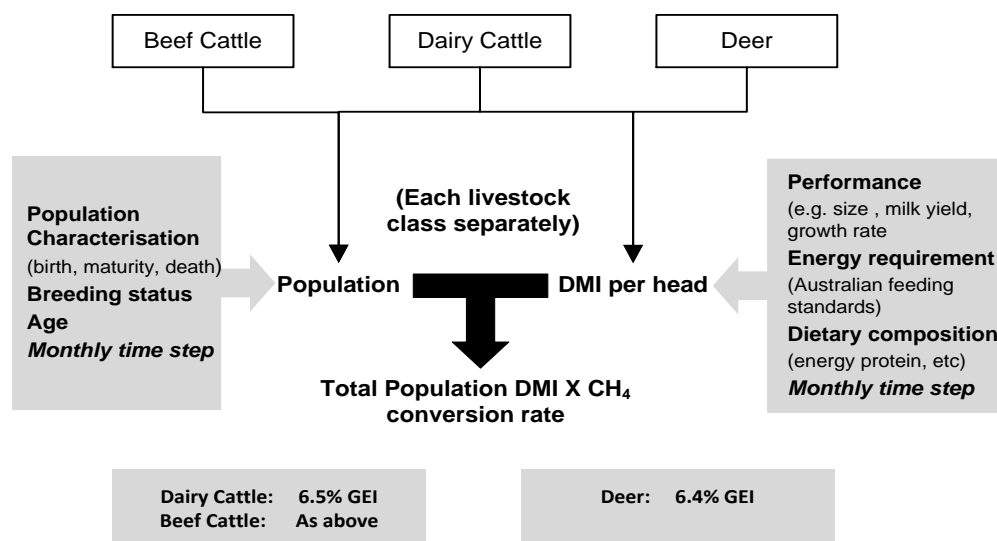 Beef Cattle
Dairy Cattle
Deer
Population
Characterisation
(birth, maturity, death)
Breeding status
Age
Monthly time step
(Each livestock
class separately)
Population
DMI per head
Total Population DMI X CH₄
conversion rate
Performance
(e.g. size , milk yield,
growth rate
Energy requirement
(Australian feeding
standards)
Dietary composition
(energy protein, etc)
Monthly time step
Dairy Cattle: 6.5% GEI
Beef Cattle: As above
Deer: 6.4% GEI